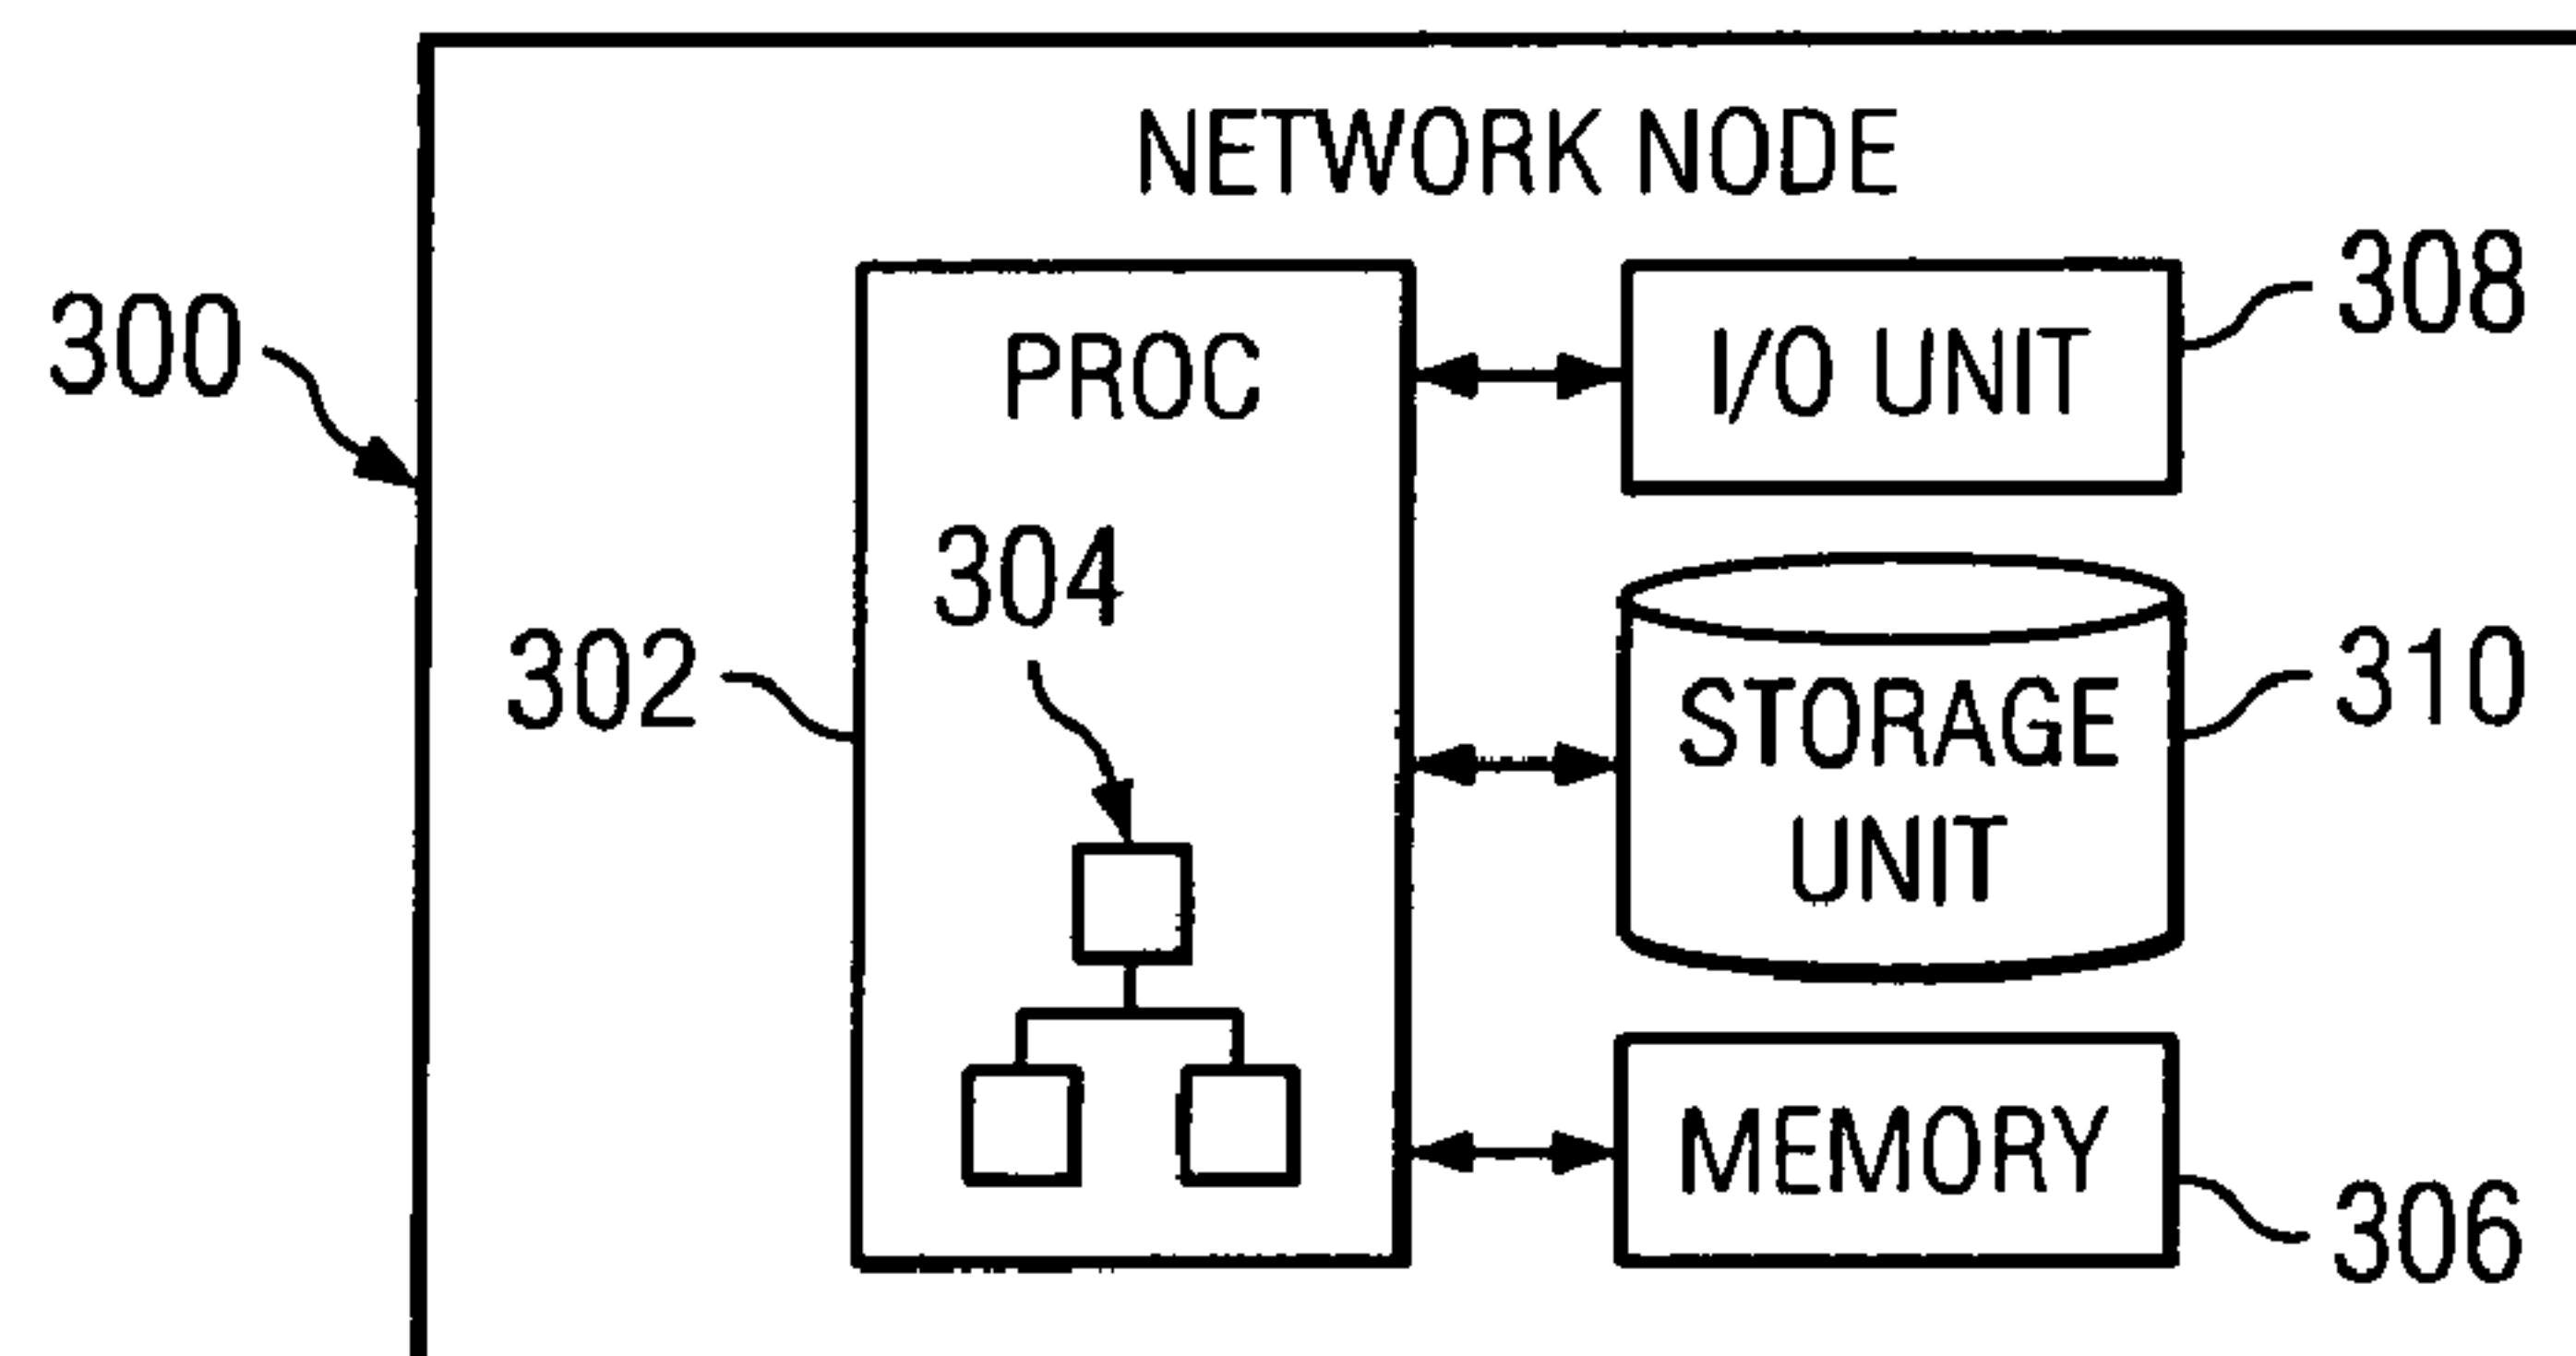 NETWORK NODE
308
300
PROC
I/O UNIT
304
302
310
STORAGE
UNIT
MEMORY
306